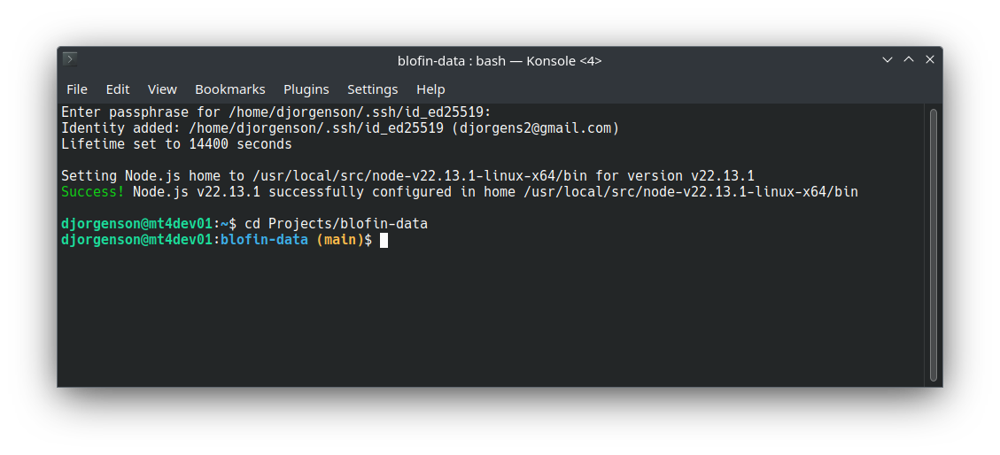 blofin-data : bash — Konsole <4>
File Edit View Bookmarks Plugins Settings Help
Enter passphrase for /home/djorgenson/.ssh/id_ed25519:
Identity added: /home/djorgenson/.ssh/id_ed25519 (djorgens2@gmail.com)
Lifetime set to 14400 seconds
Setting Node.js home to /usr/local/src/node-v22.13.1-linux-x64/bin for version v22.13.1
Success! Node.js v22.13.1 successfully configured in home /usr/local/src/node-v22.13.1-linux-x64/bin
djorgenson@mt4dev01:~$ cd Projects/blofin-data
djorgenson@mt4dev01:blofin-data (main)$